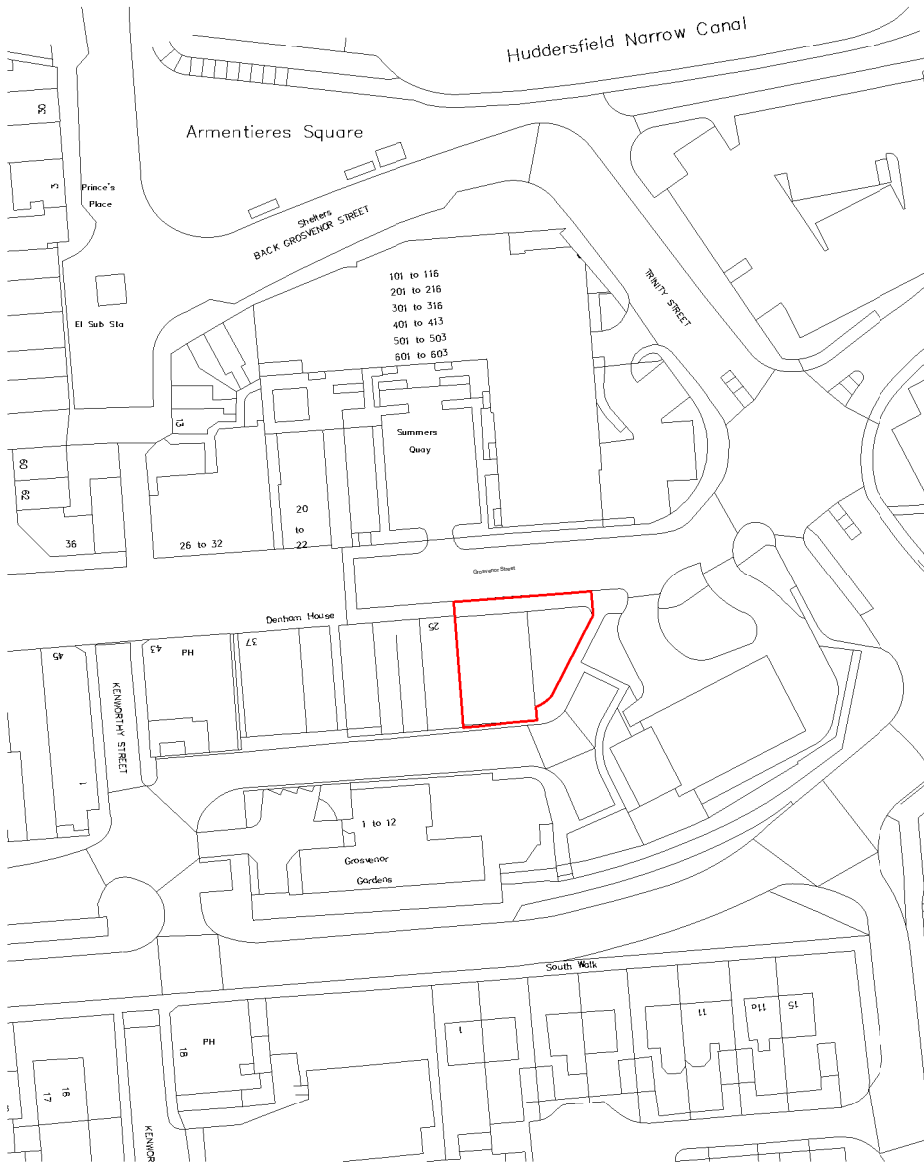 Huddersfield Narrow Canal
Armentieres Square
30
3
Prince's
Place
Shelters
BACK GROSVENOR STREET
TRINITY STREET
101 to 116
201 to 216
301 to 316
401 to 413
501 to 503
601 to 603
El Sub Sta
13
Summers
Quay
60
62
36
26 to 32
20
to
22
Grosvenor Street
Denham House
25
37
43
PH
45
KENWORTHY STREET
1
1 to 12
Grosvenor
Gardens
South Walk
1
11
11a
15
PH
18
16
17
KENWOR